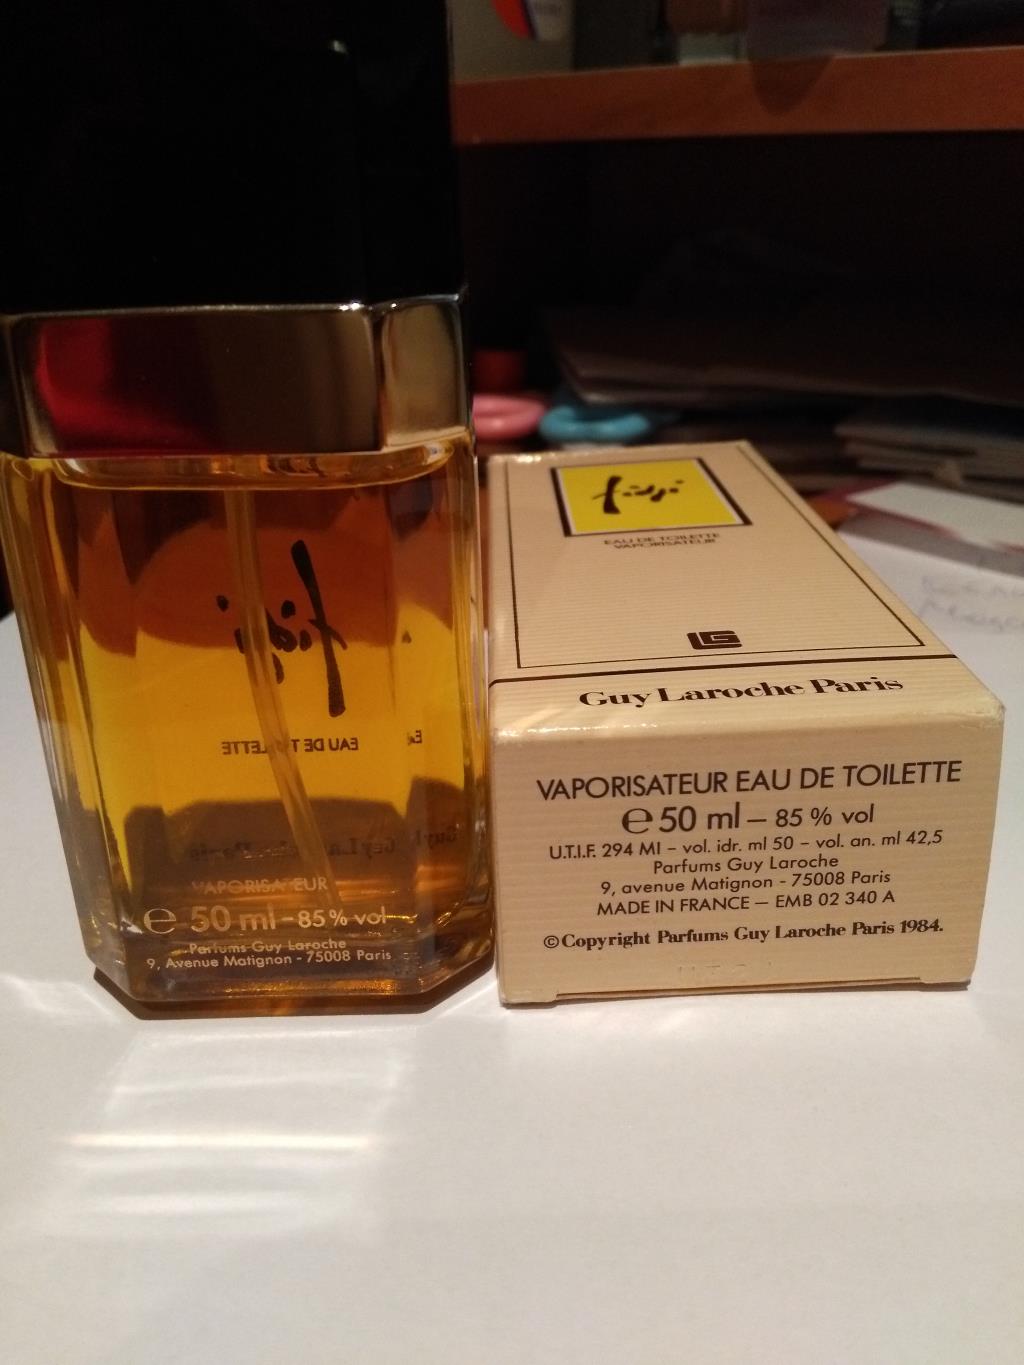 fidji
EAU DE TOILETTE
VAPORISATEUR
℮ 50 ml - 85% vol
Parfums Guy Laroche
9, Avenue Matignon - 75008 Paris
fidji
EAU DE TOILETTE
VAPORISATEUR
Guy Laroche Paris
VAPORISATEUR EAU DE TOILETTE
℮ 50 ml — 85 % vol
U.T.I.F. 294 MI – vol. idr. ml 50 – vol. an. ml 42,5
Parfums Guy Laroche
9, avenue Matignon - 75008 Paris
MADE IN FRANCE — EMB 02 340 A
© Copyright Parfums Guy Laroche Paris 1984.